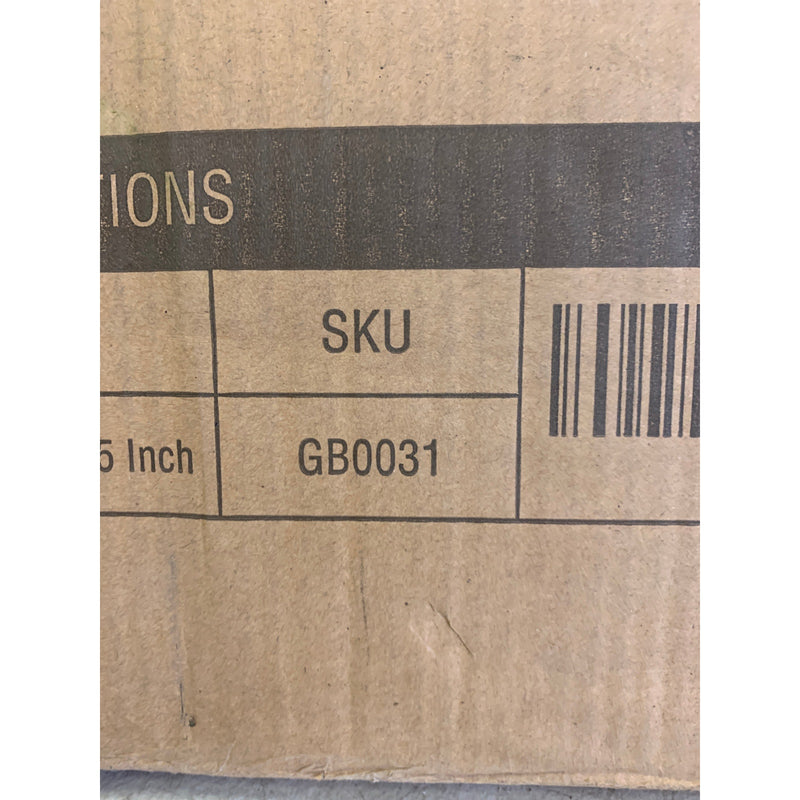 TIONS
SKU
5 Inch
GB0031